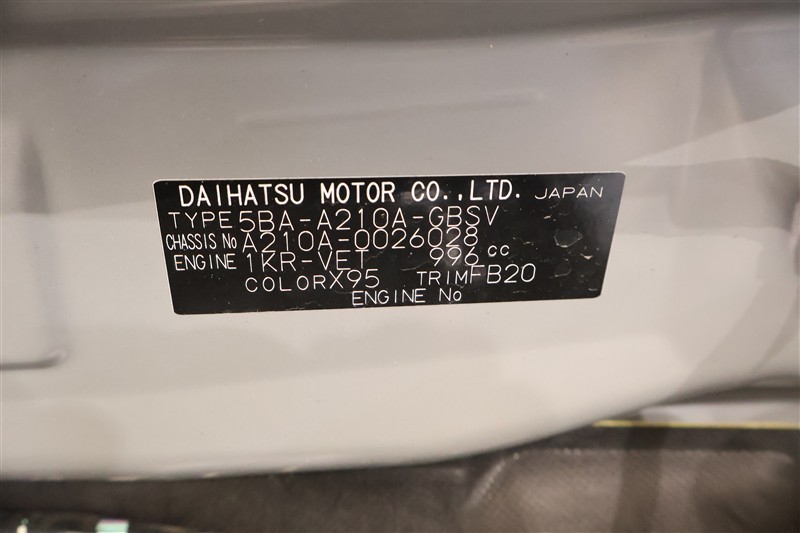 DAIHATSU MOTOR CO.,LTD. JAPAN
TYPE 5BA-A210A-GBSV
CHASSIS No A210A-0026028
ENGINE 1KR-VET 996 cc
COLOR X95 TRIM FB20
ENGINE No